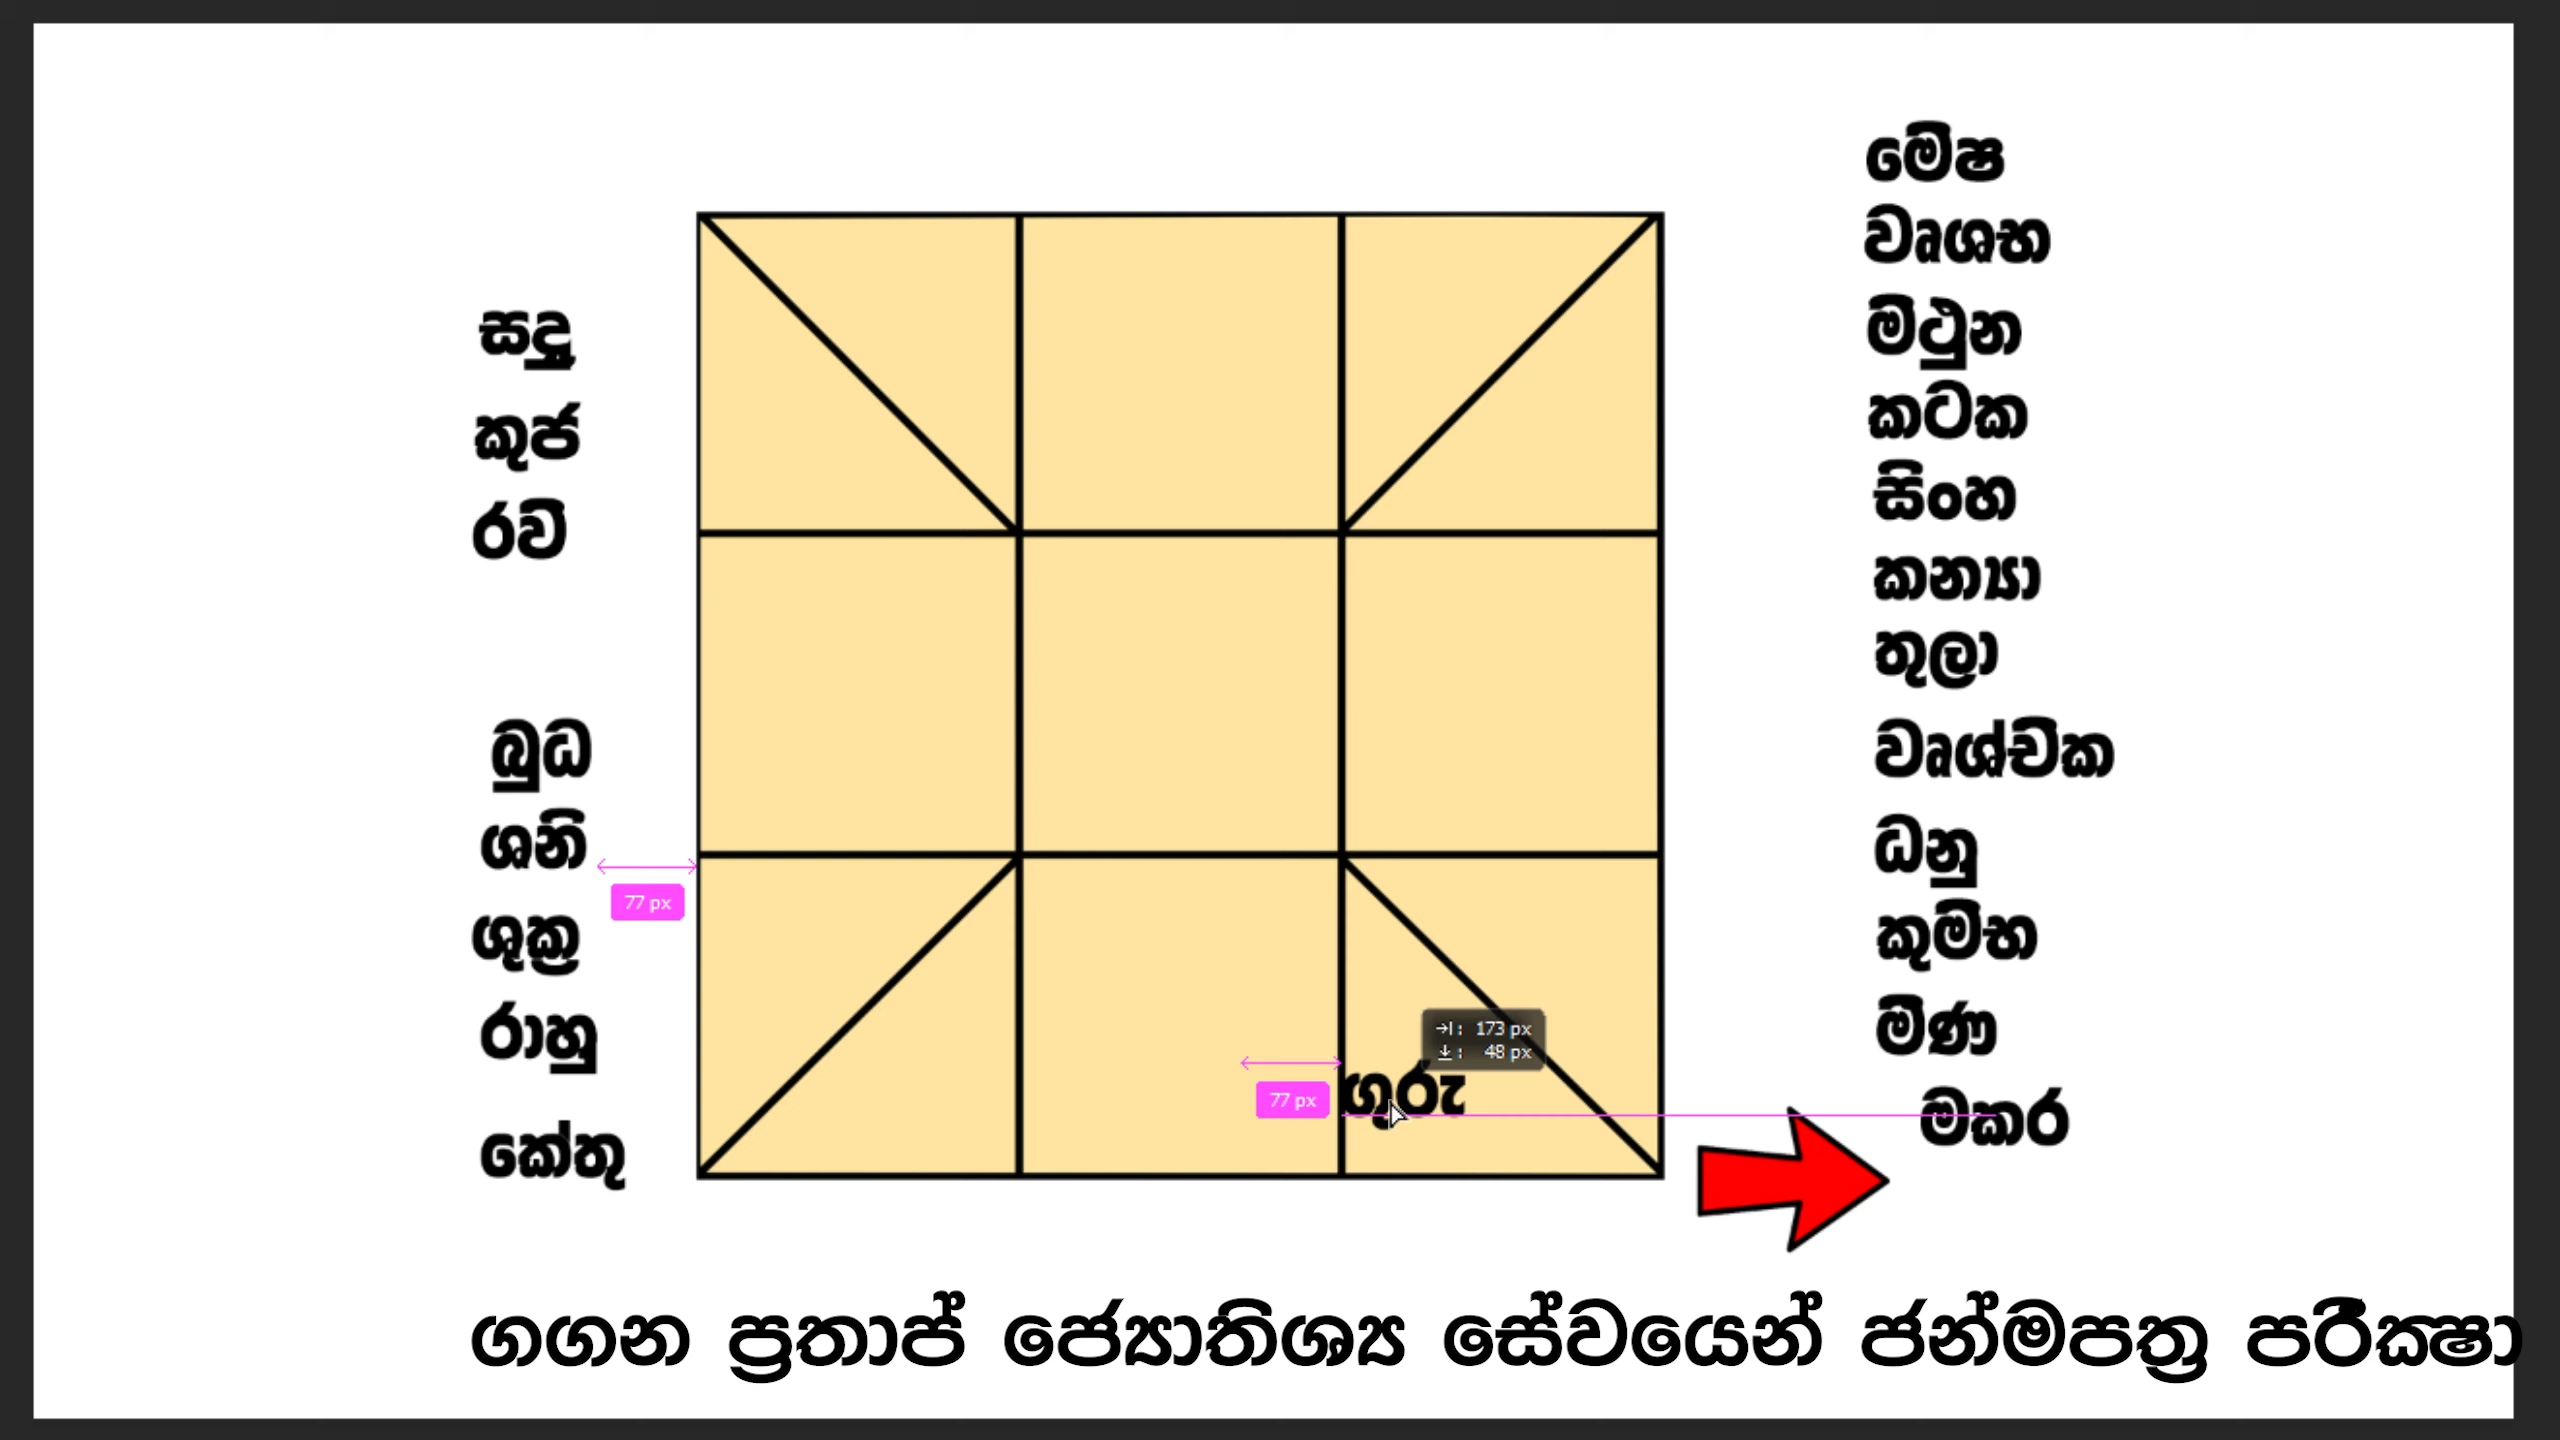 සඳු
කුජ
රවි
බුධ
ශනි
ශුක්‍ර
රාහු
කේතු
77 px
173 px
48 px
77 px
ගුරු
මේෂ
වෘශභ
මිථුන
කටක
සිංහ
කන්‍යා
තුලා
වෘශ්චික
ධනු
කුම්භ
මීණ
මකර
ගගන ප්‍රතාප් ජ්‍යොතිශ්‍ය සේවයෙන් ජන්මපත්‍ර පරීක්‍ෂා